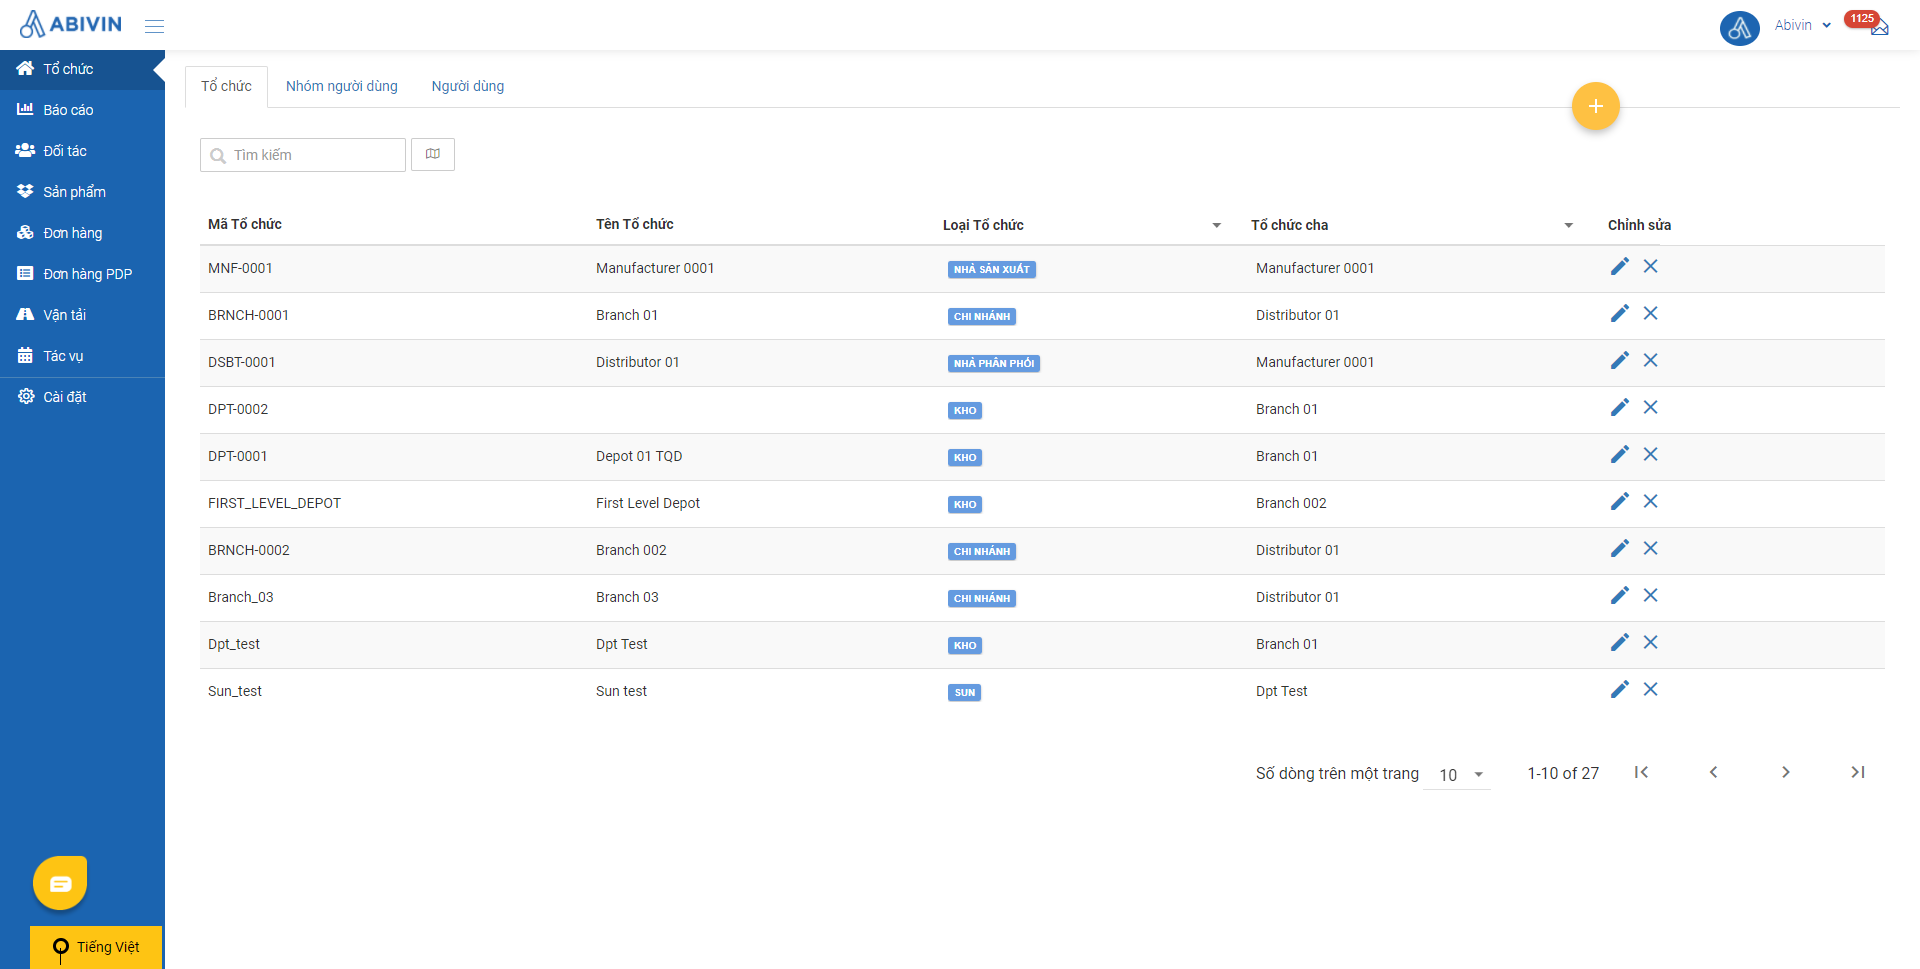 ABIVIN
Abivin
1125
Tổ chức
Báo cáo
Đối tác
Sản phẩm
Đơn hàng
Đơn hàng PDP
Vận tải
Tác vụ
Cài đặt
Tiếng Việt
Tổ chức Nhóm người dùng Người dùng
Tìm kiếm
Mã Tổ chức Tên Tổ chức Loại Tổ chức Tổ chức cha Chỉnh sửa
MNF-0001 Manufacturer 0001 NHÀ SẢN XUẤT Manufacturer 0001
BRNCH-0001 Branch 01 CHI NHÁNH Distributor 01
DSBT-0001 Distributor 01 NHÀ PHÂN PHỐI Manufacturer 0001
DPT-0002 KHO Branch 01
DPT-0001 Depot 01 TQD KHO Branch 01
FIRST_LEVEL_DEPOT First Level Depot KHO Branch 002
BRNCH-0002 Branch 002 CHI NHÁNH Distributor 01
Branch_03 Branch 03 CHI NHÁNH Distributor 01
Dpt_test Dpt Test KHO Branch 01
Sun_test Sun test SUN Dpt Test
Số dòng trên một trang 10 1-10 of 27